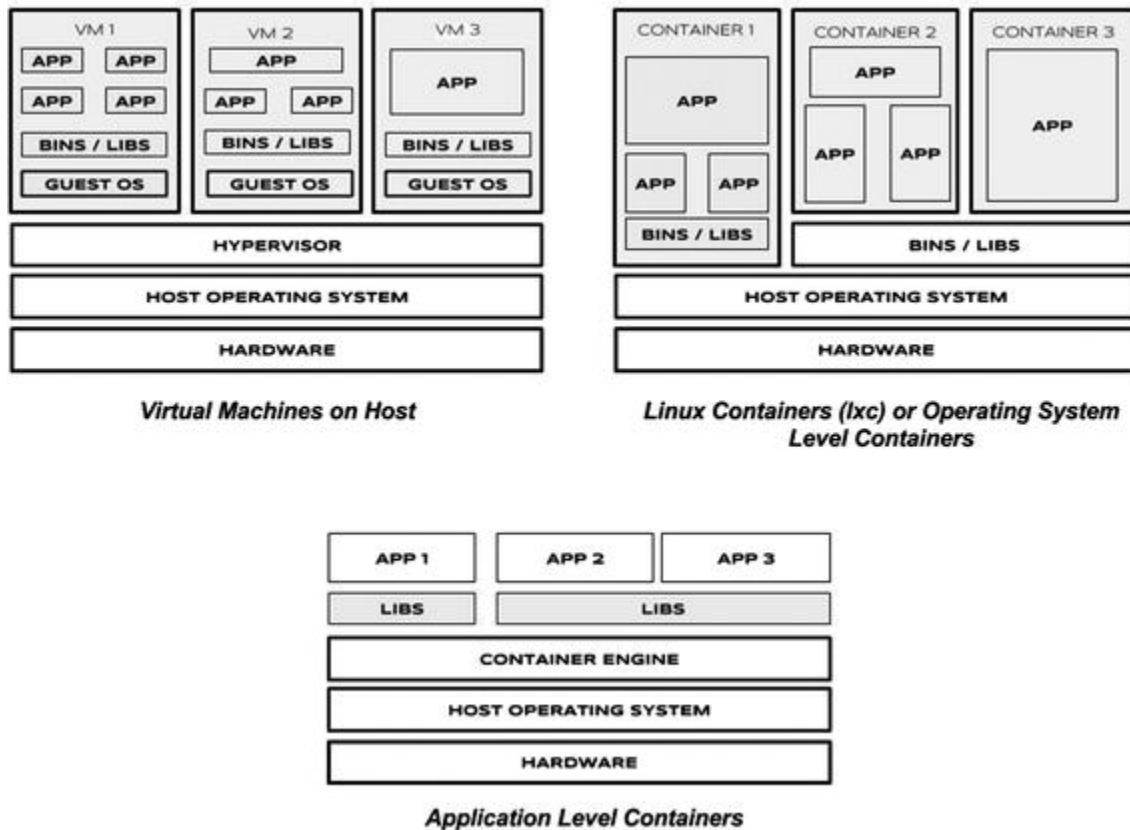 VM 1
APP APP
APP APP
BINS / LIBS
GUEST OS
VM 2
APP
APP APP
BINS / LIBS
GUEST OS
VM 3
APP
BINS / LIBS
GUEST OS
HYPERVISOR
HOST OPERATING SYSTEM
HARDWARE
Virtual Machines on Host
CONTAINER 1
APP
APP APP
BINS / LIBS
CONTAINER 2
APP
APP APP
CONTAINER 3
APP
BINS / LIBS
HOST OPERATING SYSTEM
HARDWARE
Linux Containers (lxc) or Operating System
Level Containers
APP 1 APP 2 APP 3
LIBS LIBS
CONTAINER ENGINE
HOST OPERATING SYSTEM
HARDWARE
Application Level Containers